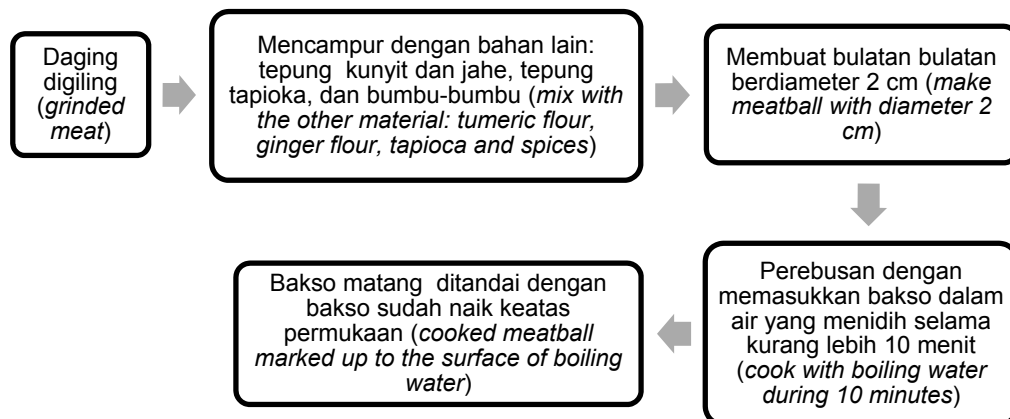 Daging
digiling
(grinded
meat)
Mencampur dengan bahan lain:
tepung kunyit dan jahe, tepung
tapioka, dan bumbu-bumbu (mix with
the other material: tumeric flour,
ginger flour, tapioca and spices)
Membuat bulatan bulatan
berdiameter 2 cm (make
meatball with diameter 2
cm)
Perebusan dengan
memasukkan bakso dalam
air yang menidih selama
kurang lebih 10 menit
(cook with boiling water
during 10 minutes)
Bakso matang ditandai dengan
bakso sudah naik keatas
permukaan (cooked meatball
marked up to the surface of boiling
water)